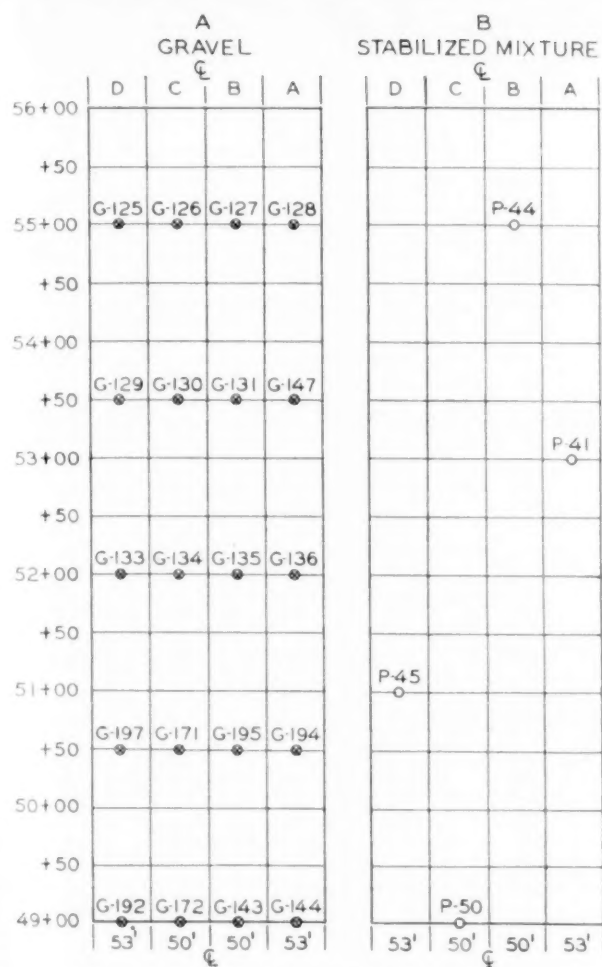 A
GRAVEL
℄
D C B A
B
STABILIZED MIXTURE
℄
D C B A
56+00
+50
G-125 G-126 G-127 G-128 P-44
55+00
+50
54+00
G-129 G-130 G-131 G-147
+50
P-41
53+00
+50
G-133 G-134 G-135 G-136
52+00
+50
P-45
51+00
G-197 G-171 G-195 G-194
+50
50+00
+50
G-192 G-172 G-143 G-144 P-50
49+00
53' 50' 50' 53' 53' 50' 50' 53'
℄ ℄